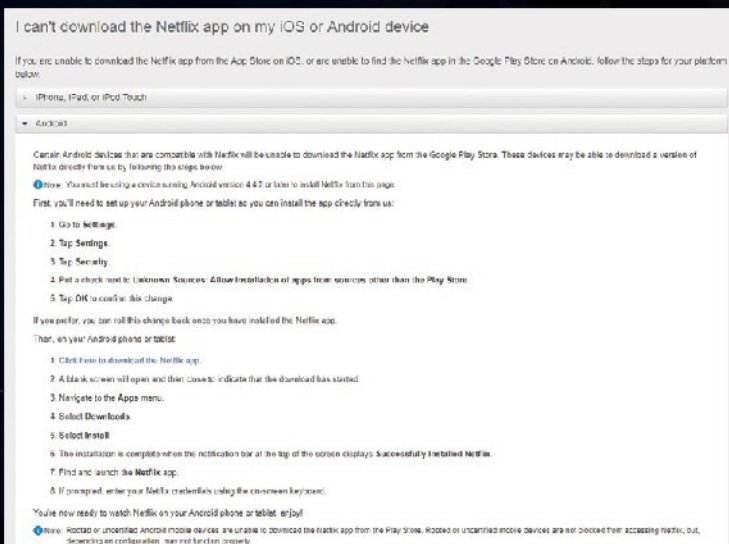 I can't download the Netflix app on my iOS or Android device
If you are unable to download the Netflix app from the App Store on iOS, or are unable to find the Netflix app in the Google Play Store on Android, follow the steps for your platform
below.
iPhone, iPad, or iPod Touch
Android
Certain Android devices that are compatible with Netflix will be unable to download the Netflix app from the Google Play Store. These devices may be able to download a version of
Netflix directly from us by following the steps below.
Note: You must be using a device running Android version 4.4.2 or later to install Netflix from this page.
First, you'll need to set up your Android phone or tablet so you can install the app directly from us:
1. Go to Settings.
2. Tap Settings.
3. Tap Security.
4. Put a check next to Unknown Sources: Allow installation of apps from sources other than the Play Store.
5. Tap OK to confirm this change.
If you prefer, you can roll this change back once you have installed the Netflix app.
Then, on your Android phone or tablet:
1. Click here to download the Netflix app.
2. A blank screen will open and then close to indicate that the download has started.
3. Navigate to the Apps menu.
4. Select Downloads.
5. Select Install
6. The installation is complete when the notification bar at the top of the screen displays Successfully Installed Netflix.
7. Find and launch the Netflix app.
8. If prompted, enter your Netflix credentials using the on-screen keyboard.
You're now ready to watch Netflix on your Android phone or tablet, enjoy!
Note: Rooted or uncertified Android mobile devices are unable to download the Netflix app from the Play Store. Rooted or uncertified mobile devices are not blocked from accessing Netflix, but,
depending on configuration, may not function properly.